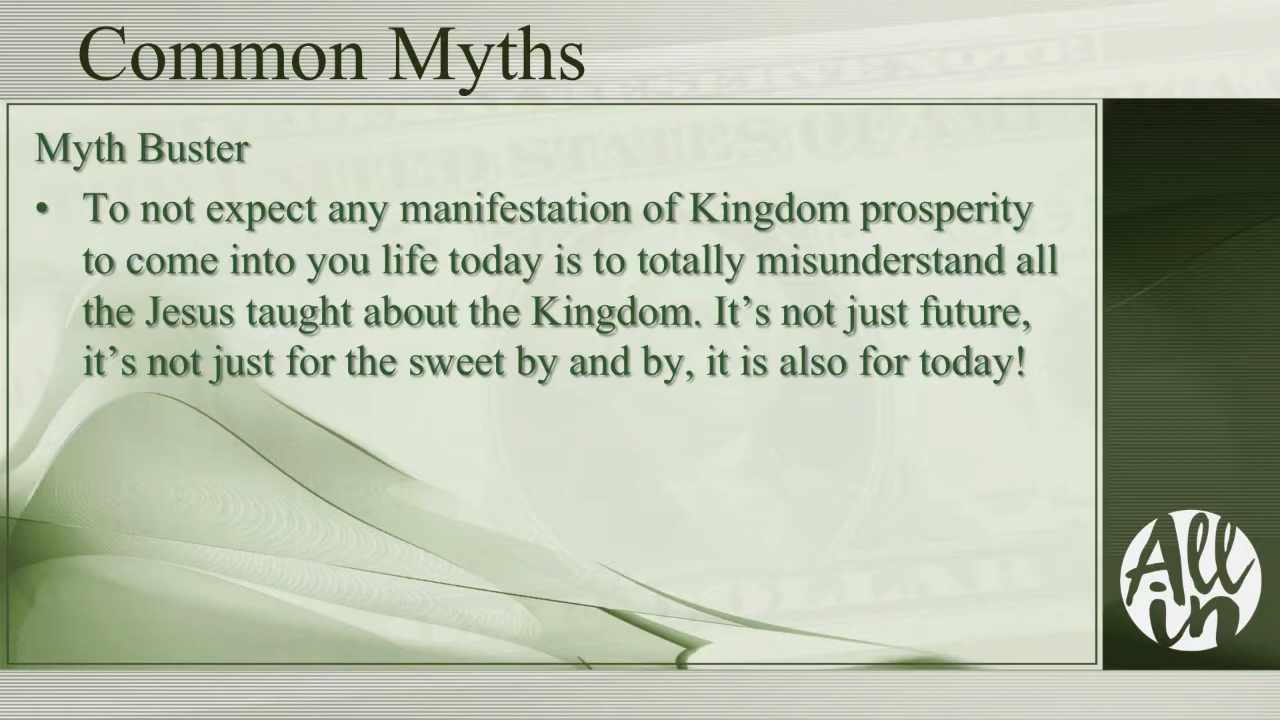 Common Myths
Myth Buster
• To not expect any manifestation of Kingdom prosperity
to come into you life today is to totally misunderstand all
the Jesus taught about the Kingdom. It’s not just future,
it’s not just for the sweet by and by, it is also for today!
All
in